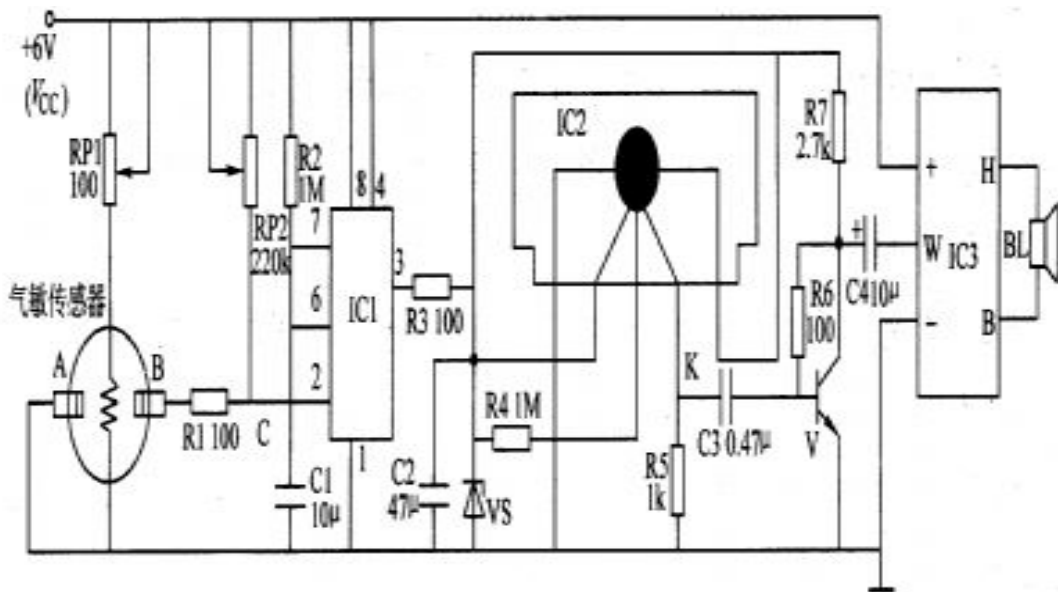 +6V
(VCC)
RP1
100
R2
1M
RP2
220k
8 4
7
6
2
3
1
IC1
R3 100
IC2
R7
2.7k
+
W
-
H
B
IC3
BL
+
C4 10μ
R6
100
气敏传感器
A
B
R1 100
C
C1
10μ
C2
47μ
R4 1M
VS
K
C3 0.47μ
R5
1k
V